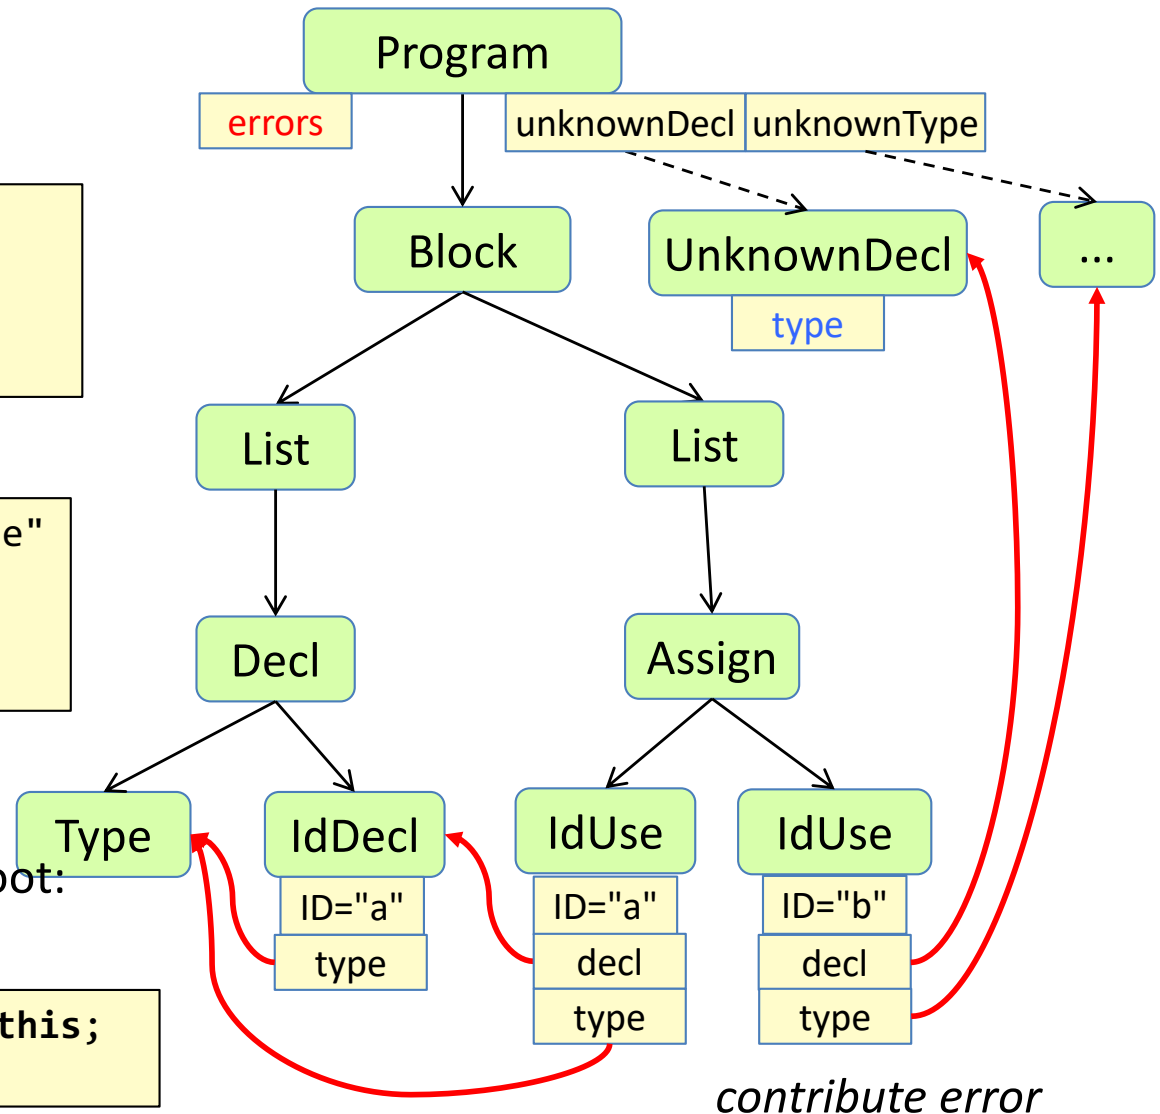 Program
errors
unknownDecl unknownType
Block
UnknownDecl
...
type
List
List
e"
Decl
Assign
Type
IdDecl
IdUse
IdUse
oot:
ID="a"
ID="a"
ID="b"
type
decl
decl
this;
type
type
contribute error